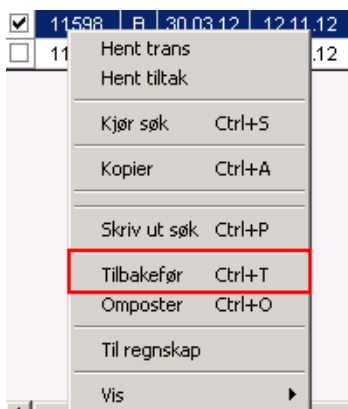 11598 B 30.03.12 12.11.12
11 .12
Hent trans
Hent tiltak
Kjør søk Ctrl+S
Kopier Ctrl+A
Skriv ut søk Ctrl+P
Tilbakefør Ctrl+T
Omposter Ctrl+O
Til regnskap
Vis